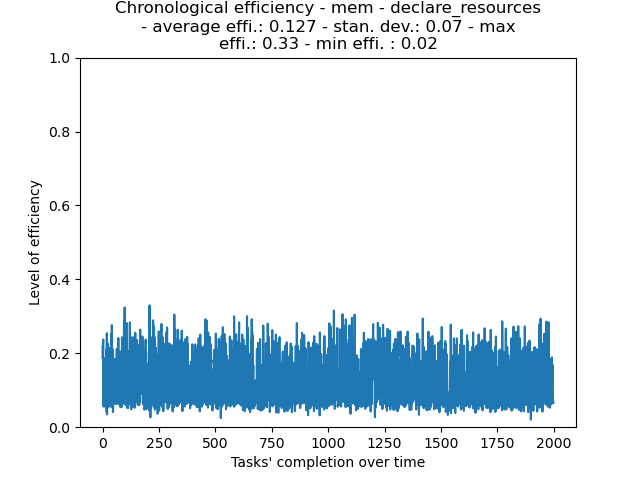 Chronological efficiency - mem - declare_resources
- average effi.: 0.127 - stan. dev.: 0.07 - max
effi.: 0.33 - min effi. : 0.02
1.0
0.8
0.6
0.4
0.2
0.0
Level of efficiency
0 250 500 750 1000 1250 1500 1750 2000
Tasks' completion over time